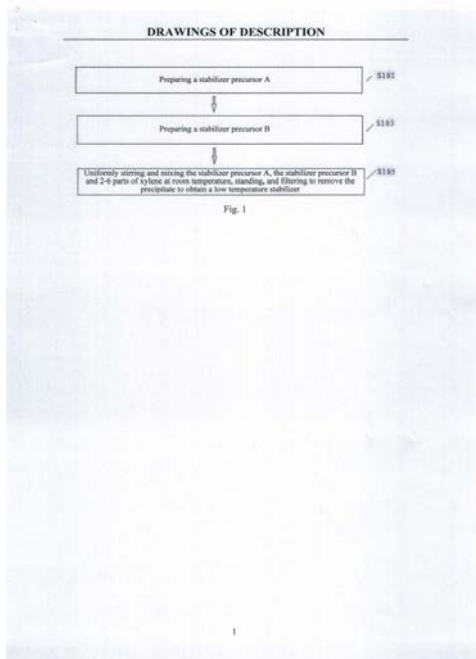 DRAWINGS OF DESCRIPTION
Preparing a stabilizer precursor A
S101
Preparing a stabilizer precursor B
S103
Uniformly stirring and mixing the stabilizer precursor A, the stabilizer precursor B
and 2-6 parts of xylene at room temperature, standing, and filtering to remove the
precipitate to obtain a low temperature stabilizer
S105
Fig. 1
1